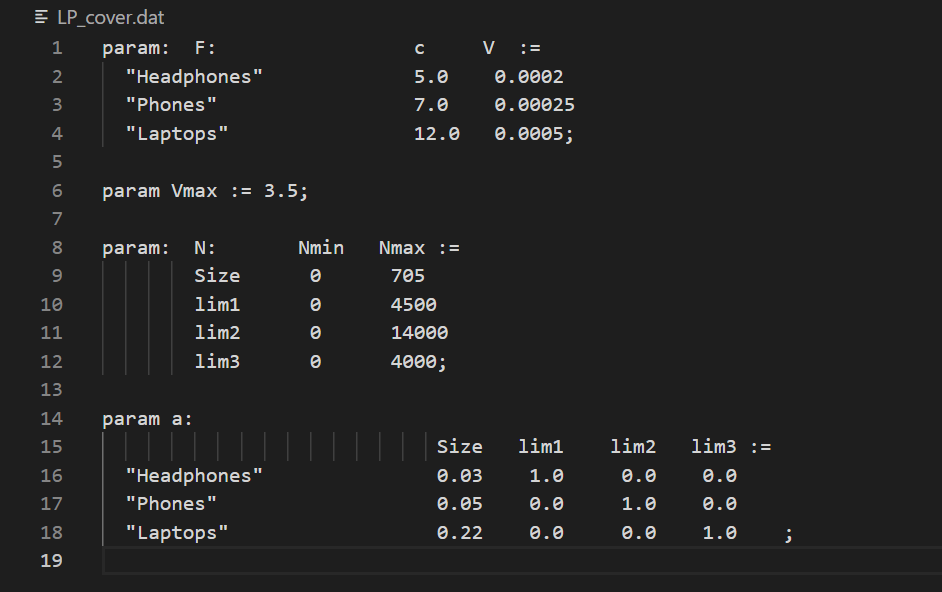 LP_cover.dat
1 param: F: c V :=
2 "Headphones" 5.0 0.0002
3 "Phones" 7.0 0.00025
4 "Laptops" 12.0 0.0005;
5
6 param Vmax := 3.5;
7
8 param: N: Nmin Nmax :=
9 Size 0 705
10 lim1 0 4500
11 lim2 0 14000
12 lim3 0 4000;
13
14 param a:
15 Size lim1 lim2 lim3 :=
16 "Headphones" 0.03 1.0 0.0 0.0
17 "Phones" 0.05 0.0 1.0 0.0
18 "Laptops" 0.22 0.0 0.0 1.0 ;
19